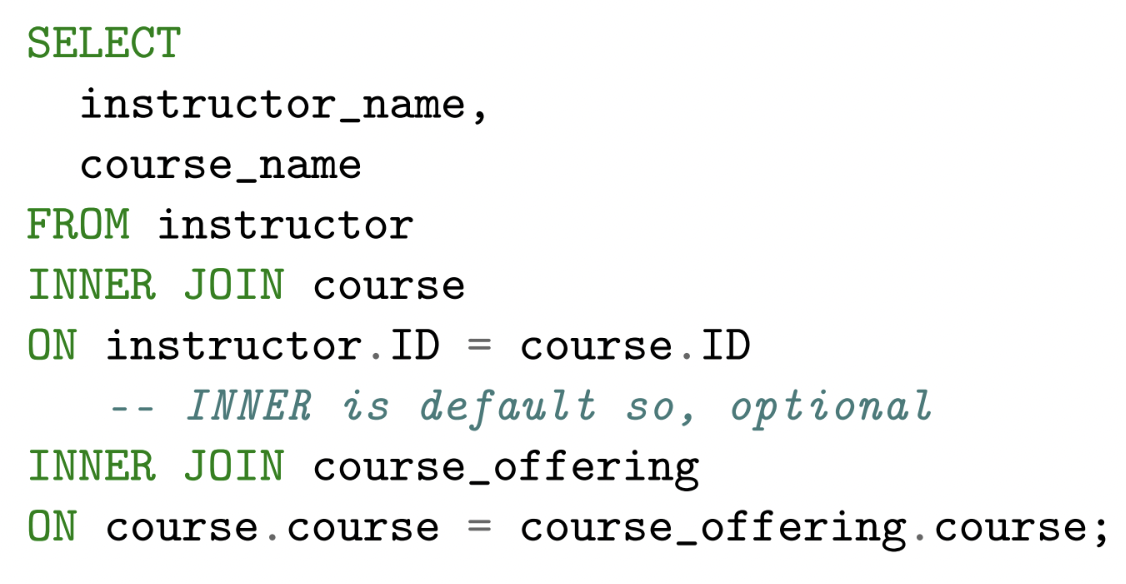 SELECT
  instructor_name,
  course_name
FROM instructor
INNER JOIN course
ON instructor.ID = course.ID
   -- INNER is default so, optional
INNER JOIN course_offering
ON course.course = course_offering.course;